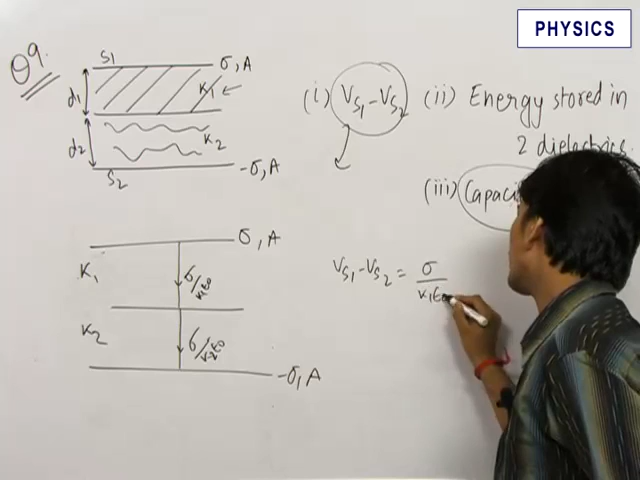 PHYSICS
Q9.
S1
σ, A
d1
K1
d2
K2
S2
-σ, A
(i) VS1 - VS2
(ii) Energy stored in
2 dielectrics.
(iii)
σ, A
K1
σ/K1ε0
K2
σ/K2ε0
-σ, A
VS1 - VS2 = σ/K1ε0